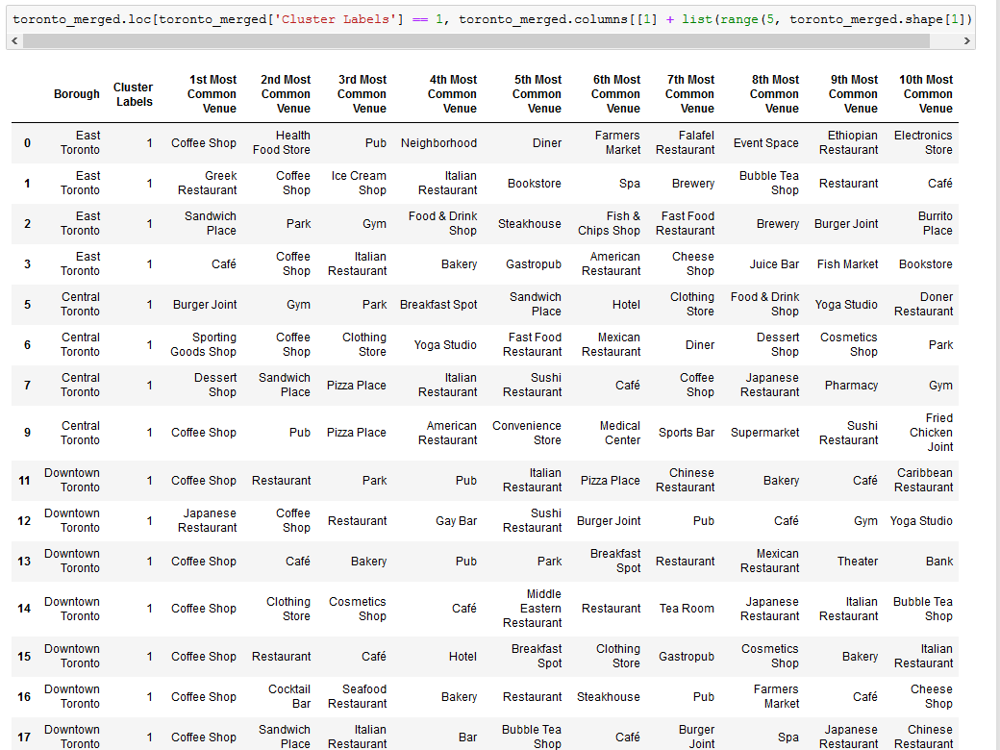 toronto_merged.loc[toronto_merged['Cluster Labels'] == 1, toronto_merged.columns[[1] + list(range(5, toronto_merged.shape[1])
Borough Cluster Labels 1st Most Common Venue 2nd Most Common Venue 3rd Most Common Venue 4th Most Common Venue 5th Most Common Venue 6th Most Common Venue 7th Most Common Venue 8th Most Common Venue 9th Most Common Venue 10th Most Common Venue
0 East Toronto 1 Coffee Shop Health Food Store Pub Neighborhood Diner Farmers Market Falafel Restaurant Event Space Ethiopian Restaurant Electronics Store
1 East Toronto 1 Greek Restaurant Coffee Shop Ice Cream Shop Italian Restaurant Bookstore Spa Brewery Bubble Tea Shop Restaurant Café
2 East Toronto 1 Sandwich Place Park Gym Food & Drink Shop Steakhouse Fish & Chips Shop Fast Food Restaurant Brewery Burger Joint Burrito Place
3 East Toronto 1 Café Coffee Shop Italian Restaurant Bakery Gastropub American Restaurant Cheese Shop Juice Bar Fish Market Bookstore
5 Central Toronto 1 Burger Joint Gym Park Breakfast Spot Sandwich Place Hotel Clothing Store Food & Drink Shop Yoga Studio Doner Restaurant
6 Central Toronto 1 Sporting Goods Shop Coffee Shop Clothing Store Yoga Studio Fast Food Restaurant Mexican Restaurant Diner Dessert Shop Cosmetics Shop Park
7 Central Toronto 1 Dessert Shop Sandwich Place Pizza Place Italian Restaurant Sushi Restaurant Café Coffee Shop Japanese Restaurant Pharmacy Gym
9 Central Toronto 1 Coffee Shop Pub Pizza Place American Restaurant Convenience Store Medical Center Sports Bar Supermarket Sushi Restaurant Fried Chicken Joint
11 Downtown Toronto 1 Coffee Shop Restaurant Park Pub Italian Restaurant Pizza Place Chinese Restaurant Bakery Café Caribbean Restaurant
12 Downtown Toronto 1 Japanese Restaurant Coffee Shop Restaurant Gay Bar Sushi Restaurant Burger Joint Pub Café Gym Yoga Studio
13 Downtown Toronto 1 Coffee Shop Café Bakery Pub Park Breakfast Spot Restaurant Mexican Restaurant Theater Bank
14 Downtown Toronto 1 Coffee Shop Clothing Store Cosmetics Shop Café Middle Eastern Restaurant Restaurant Tea Room Japanese Restaurant Italian Restaurant Bubble Tea Shop
15 Downtown Toronto 1 Coffee Shop Restaurant Café Hotel Breakfast Spot Clothing Store Gastropub Cosmetics Shop Bakery Italian Restaurant
16 Downtown Toronto 1 Coffee Shop Cocktail Bar Seafood Restaurant Bakery Restaurant Steakhouse Pub Farmers Market Café Cheese Shop
17 Downtown Toronto 1 Coffee Shop Sandwich Place Italian Restaurant Bar Bubble Tea Shop Café Burger Joint Spa Japanese Restaurant Chinese Restaurant